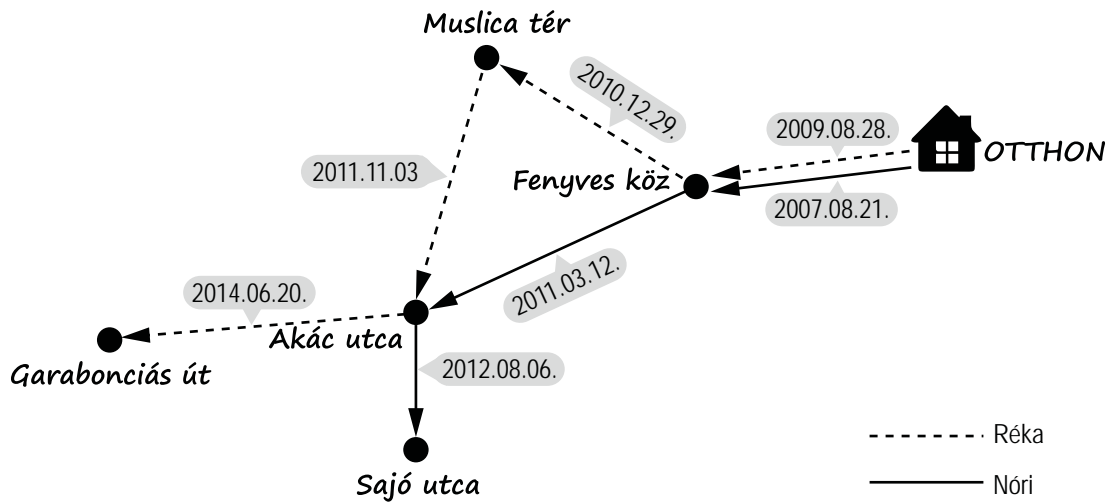 Muslica tér
2010.12.29.
2009.08.28.
OTTHON
2011.11.03
Fenyves köz
2007.08.21.
2011.03.12.
2014.06.20.
Akác utca
Garabonciás út
2012.08.06.
Réka
Sajó utca
Nóri